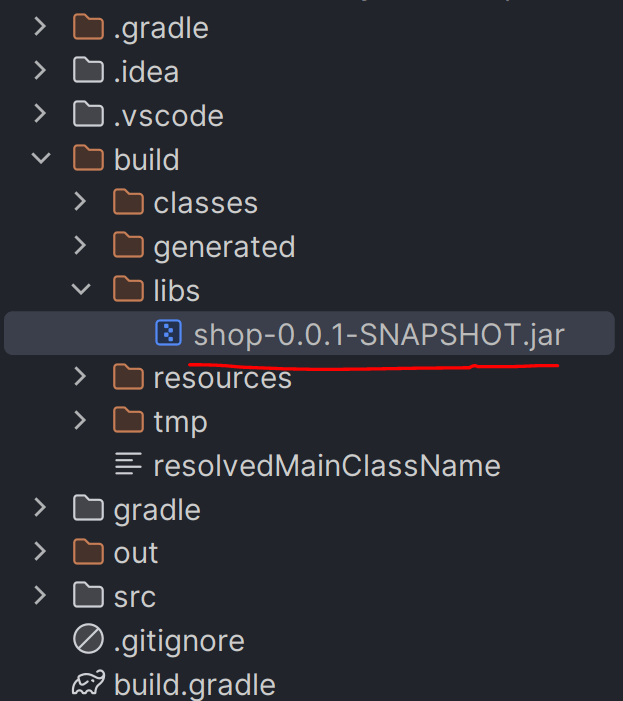 .gradle
.idea
.vscode
build
classes
generated
libs
shop-0.0.1-SNAPSHOT.jar
resources
tmp
resolvedMainClassName
gradle
out
src
.gitignore
build.gradle